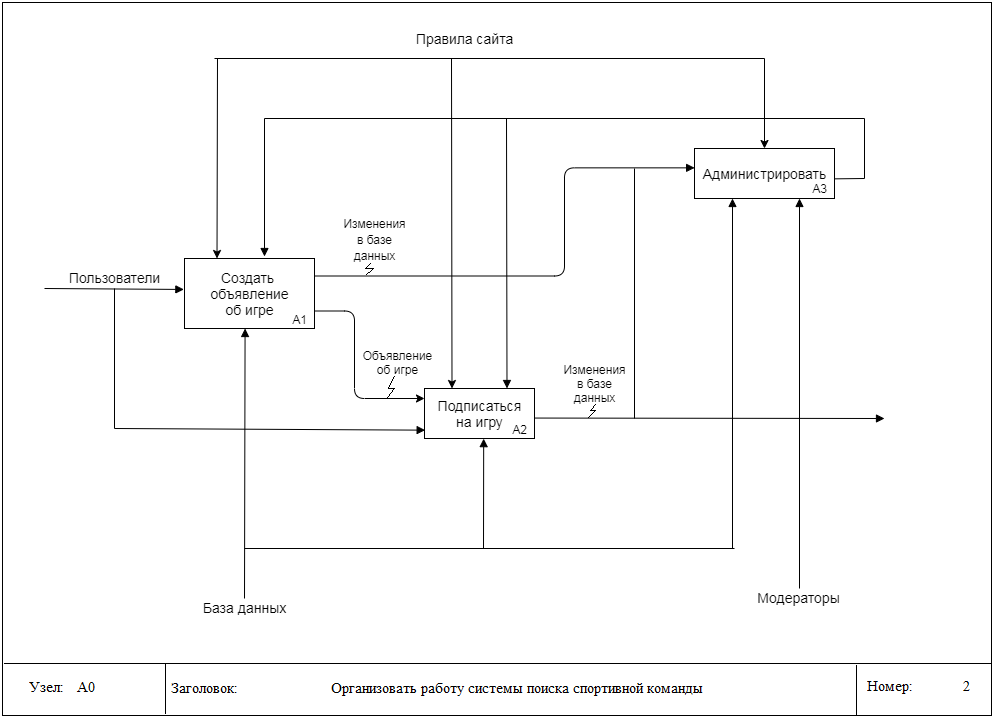 Правила сайта
Администрировать
A3
Изменения
в базе
данных
Пользователи
Создать
объявление
об игре
A1
Объявление
об игре
Изменения
в базе
данных
Подписаться
на игру
A2
База данных
Модераторы
Узел: A0
Заголовок: Организовать работу системы поиска спортивной команды
Номер: 2